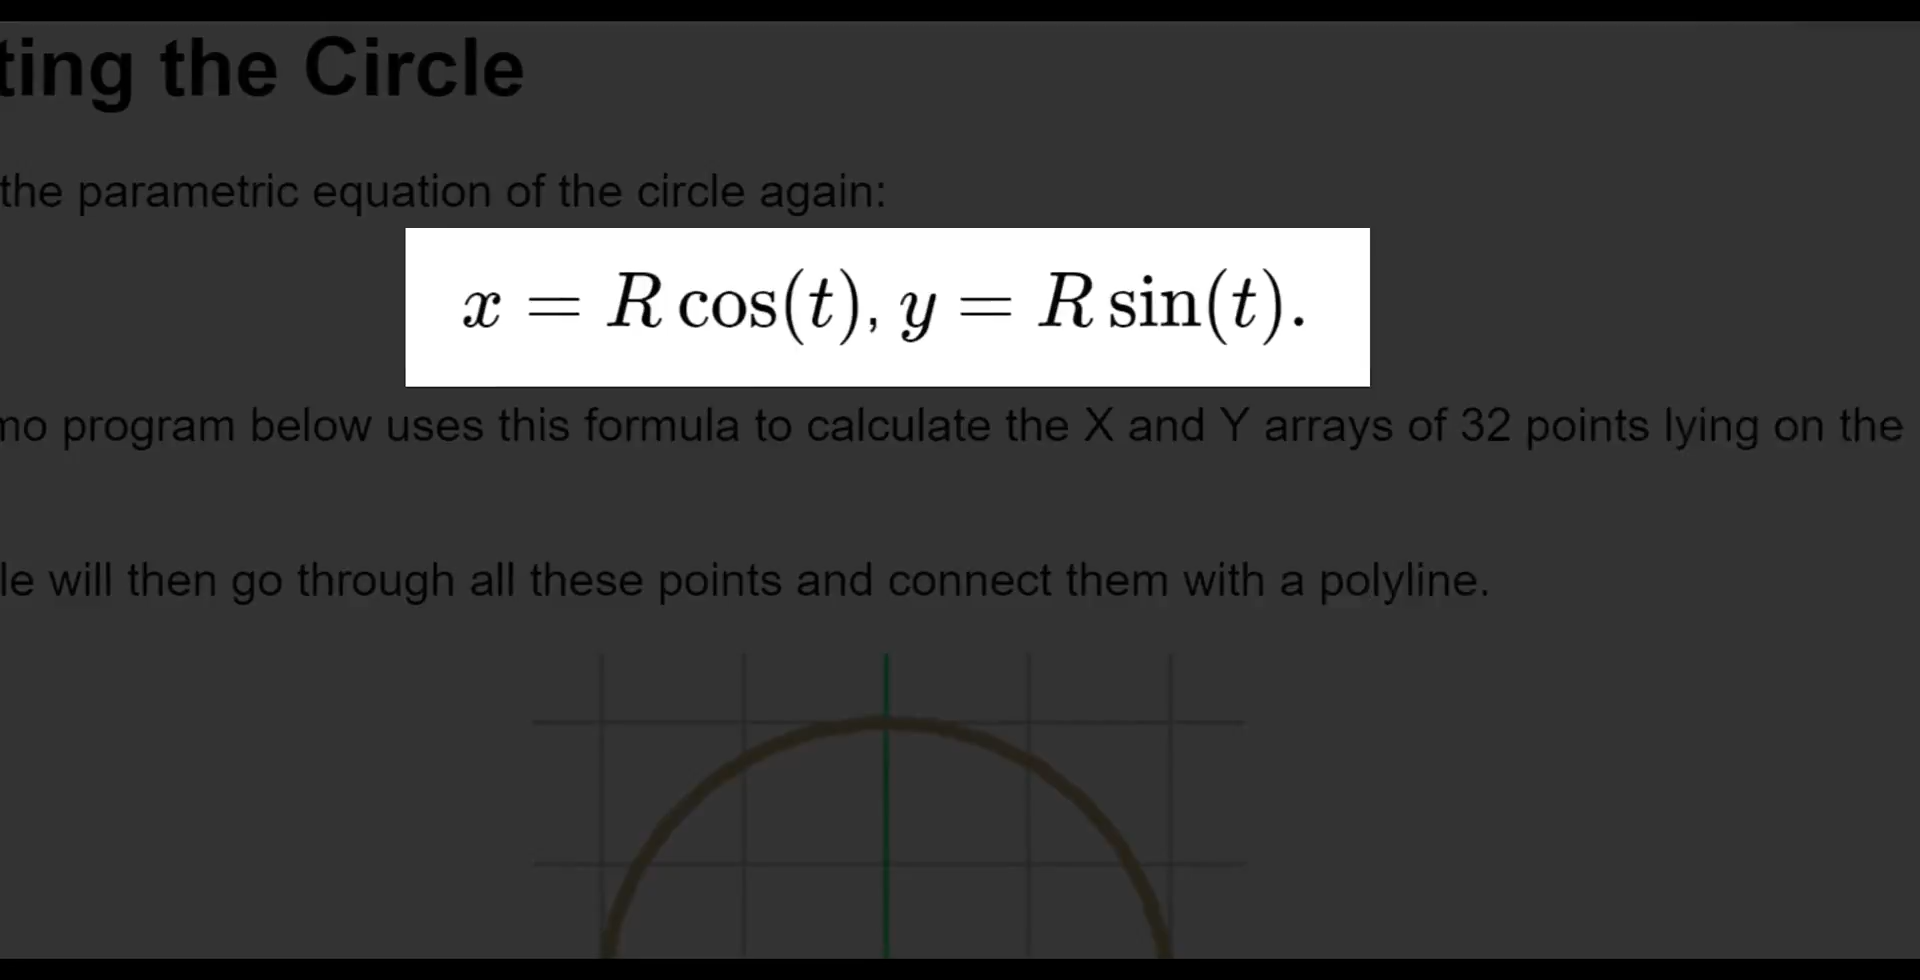 ting the Circle
the parametric equation of the circle again:
x = R cos(t), y = R sin(t).
mo program below uses this formula to calculate the X and Y arrays of 32 points lying on the
le will then go through all these points and connect them with a polyline.